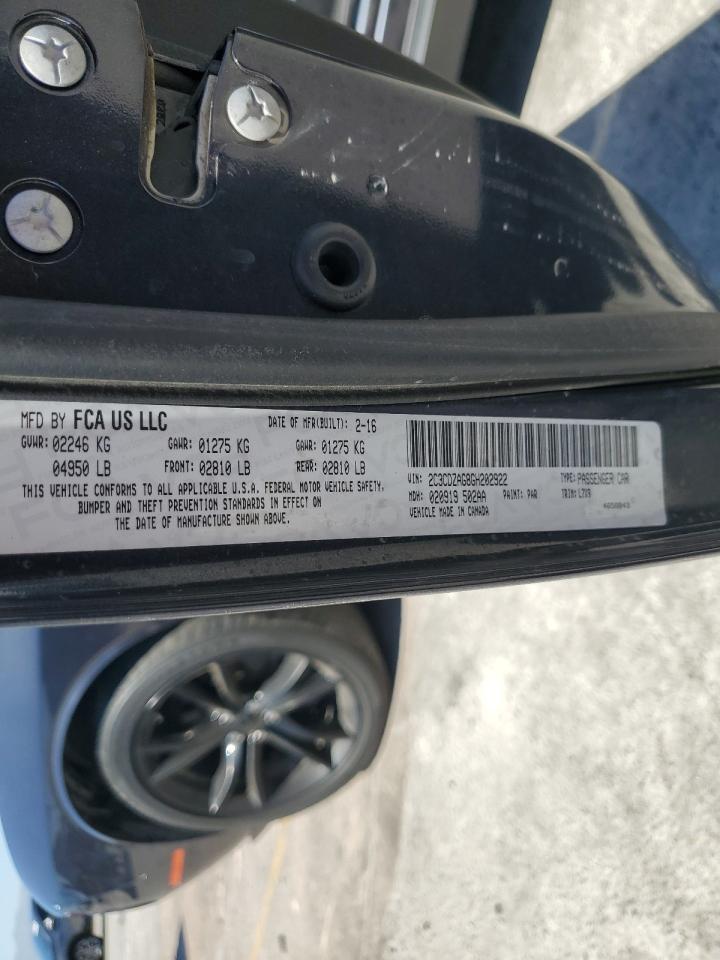 MFD BY FCA US LLC DATE OF MFR(BUILT): 2-16
GVWR: 02246 KG GAWR: 01275 KG GAWR: 01275 KG
04950 LB FRONT: 02810 LB REAR: 02810 LB
THIS VEHICLE CONFORMS TO ALL APPLICABLE U.S.A. FEDERAL MOTOR VEHICLE SAFETY,
BUMPER AND THEFT PREVENTION STANDARDS IN EFFECT ON
THE DATE OF MANUFACTURE SHOWN ABOVE.
VIN: 2C3CDZAG8GH202922 TYPE: PASSENGER CAR
MDH: 020919 502AA PAINT: PAR TRIM: L7X9
VEHICLE MADE IN CANADA